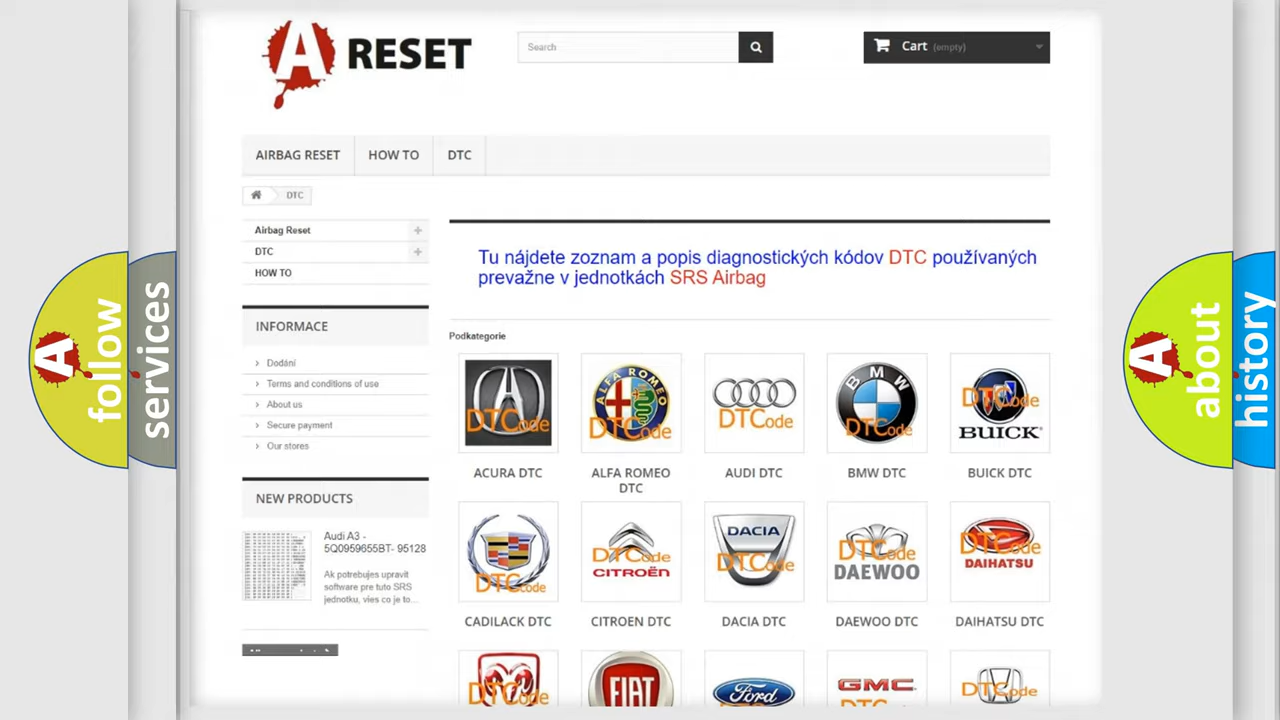 A RESET
Search
Cart (empty)
AIRBAG RESET
HOW TO
DTC
DTC
Airbag Reset
DTC
HOW TO
Tu nájdete zoznam a popis diagnostických kódov DTC používaných
prevažne v jednotkách SRS Airbag
INFORMACE
Dodání
Terms and conditions of use
About us
Secure payment
Our stores
NEW PRODUCTS
Audi A3 -
5Q0959655BT- 95128
Ak potrebujes upravit
software pre tuto SRS
jednotku, vies co je to...
Podkategorie
DTCode
ALFA ROMEO
DTCode
DTCode
BMW
DTCode
DTCode
BUICK
ACURA DTC
ALFA ROMEO
DTC
AUDI DTC
BMW DTC
BUICK DTC
DTCode
DTCode
CITROËN
DACIA
DTCode
DTCode
DAEWOO
DTCode
DAIHATSU
CADILACK DTC
CITROEN DTC
DACIA DTC
DAEWOO DTC
DAIHATSU DTC
DTCode
FIAT
Ford
GMC
DTCode
A follow
services
A about
history